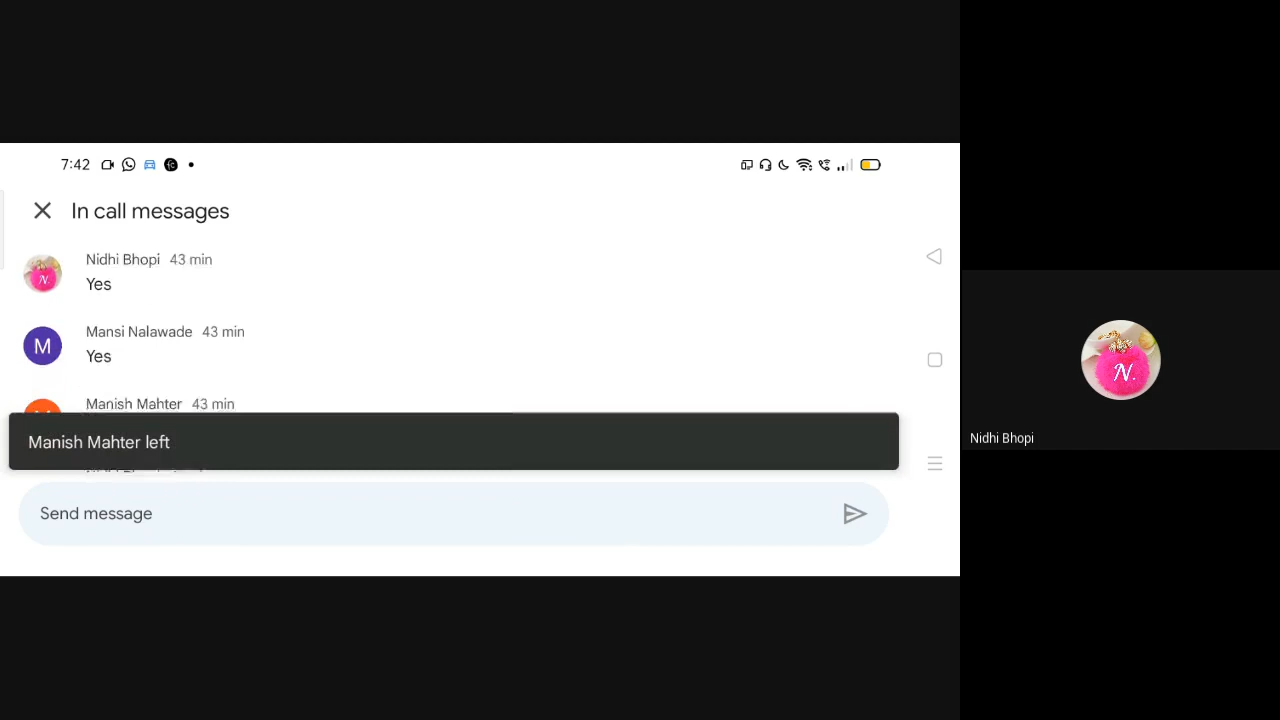 7:42
In call messages
Nidhi Bhopi 43 min
Yes
M
Mansi Nalawade 43 min
Yes
Manish Mahter 43 min
Manish Mahter left
Send message
N.
Nidhi Bhopi